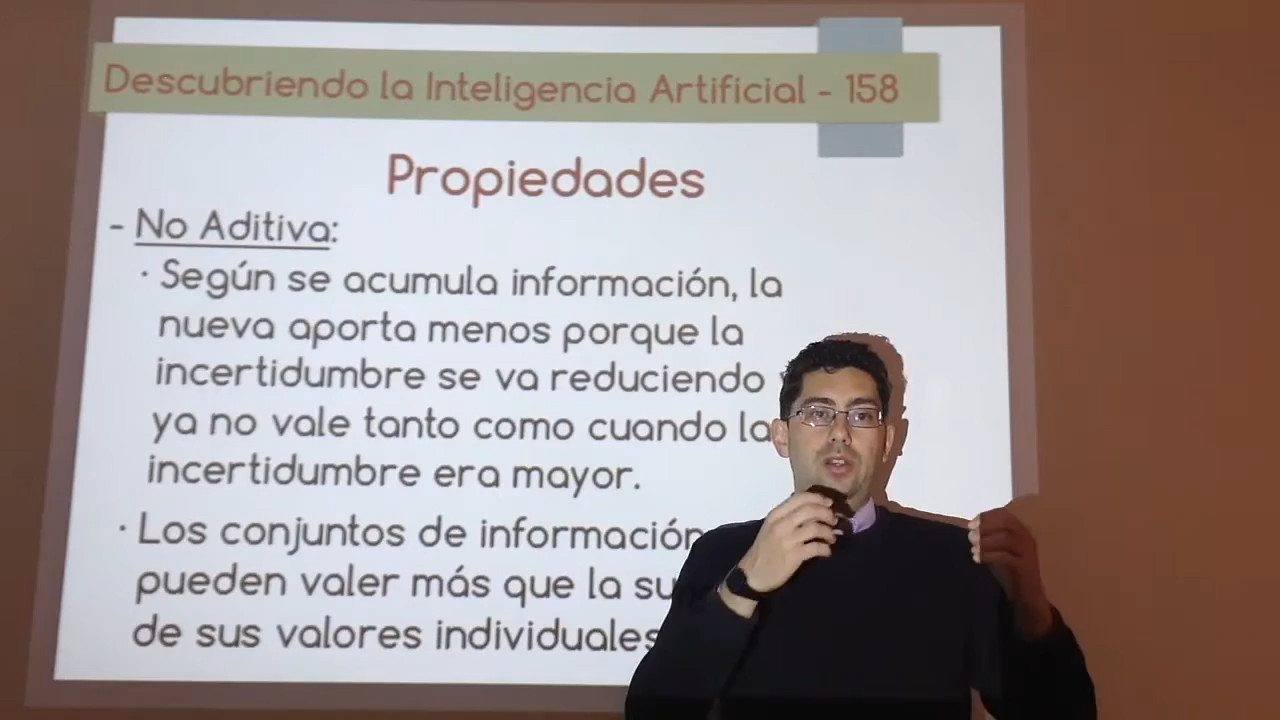 Descubriendo la Inteligencia Artificial - 158
Propiedades
- No Aditiva:
· Según se acumula información, la
nueva aporta menos porque la
incertidumbre se va reduciendo
ya no vale tanto como cuando la
incertidumbre era mayor.
· Los conjuntos de información
pueden valer más que la
de sus valores individuales